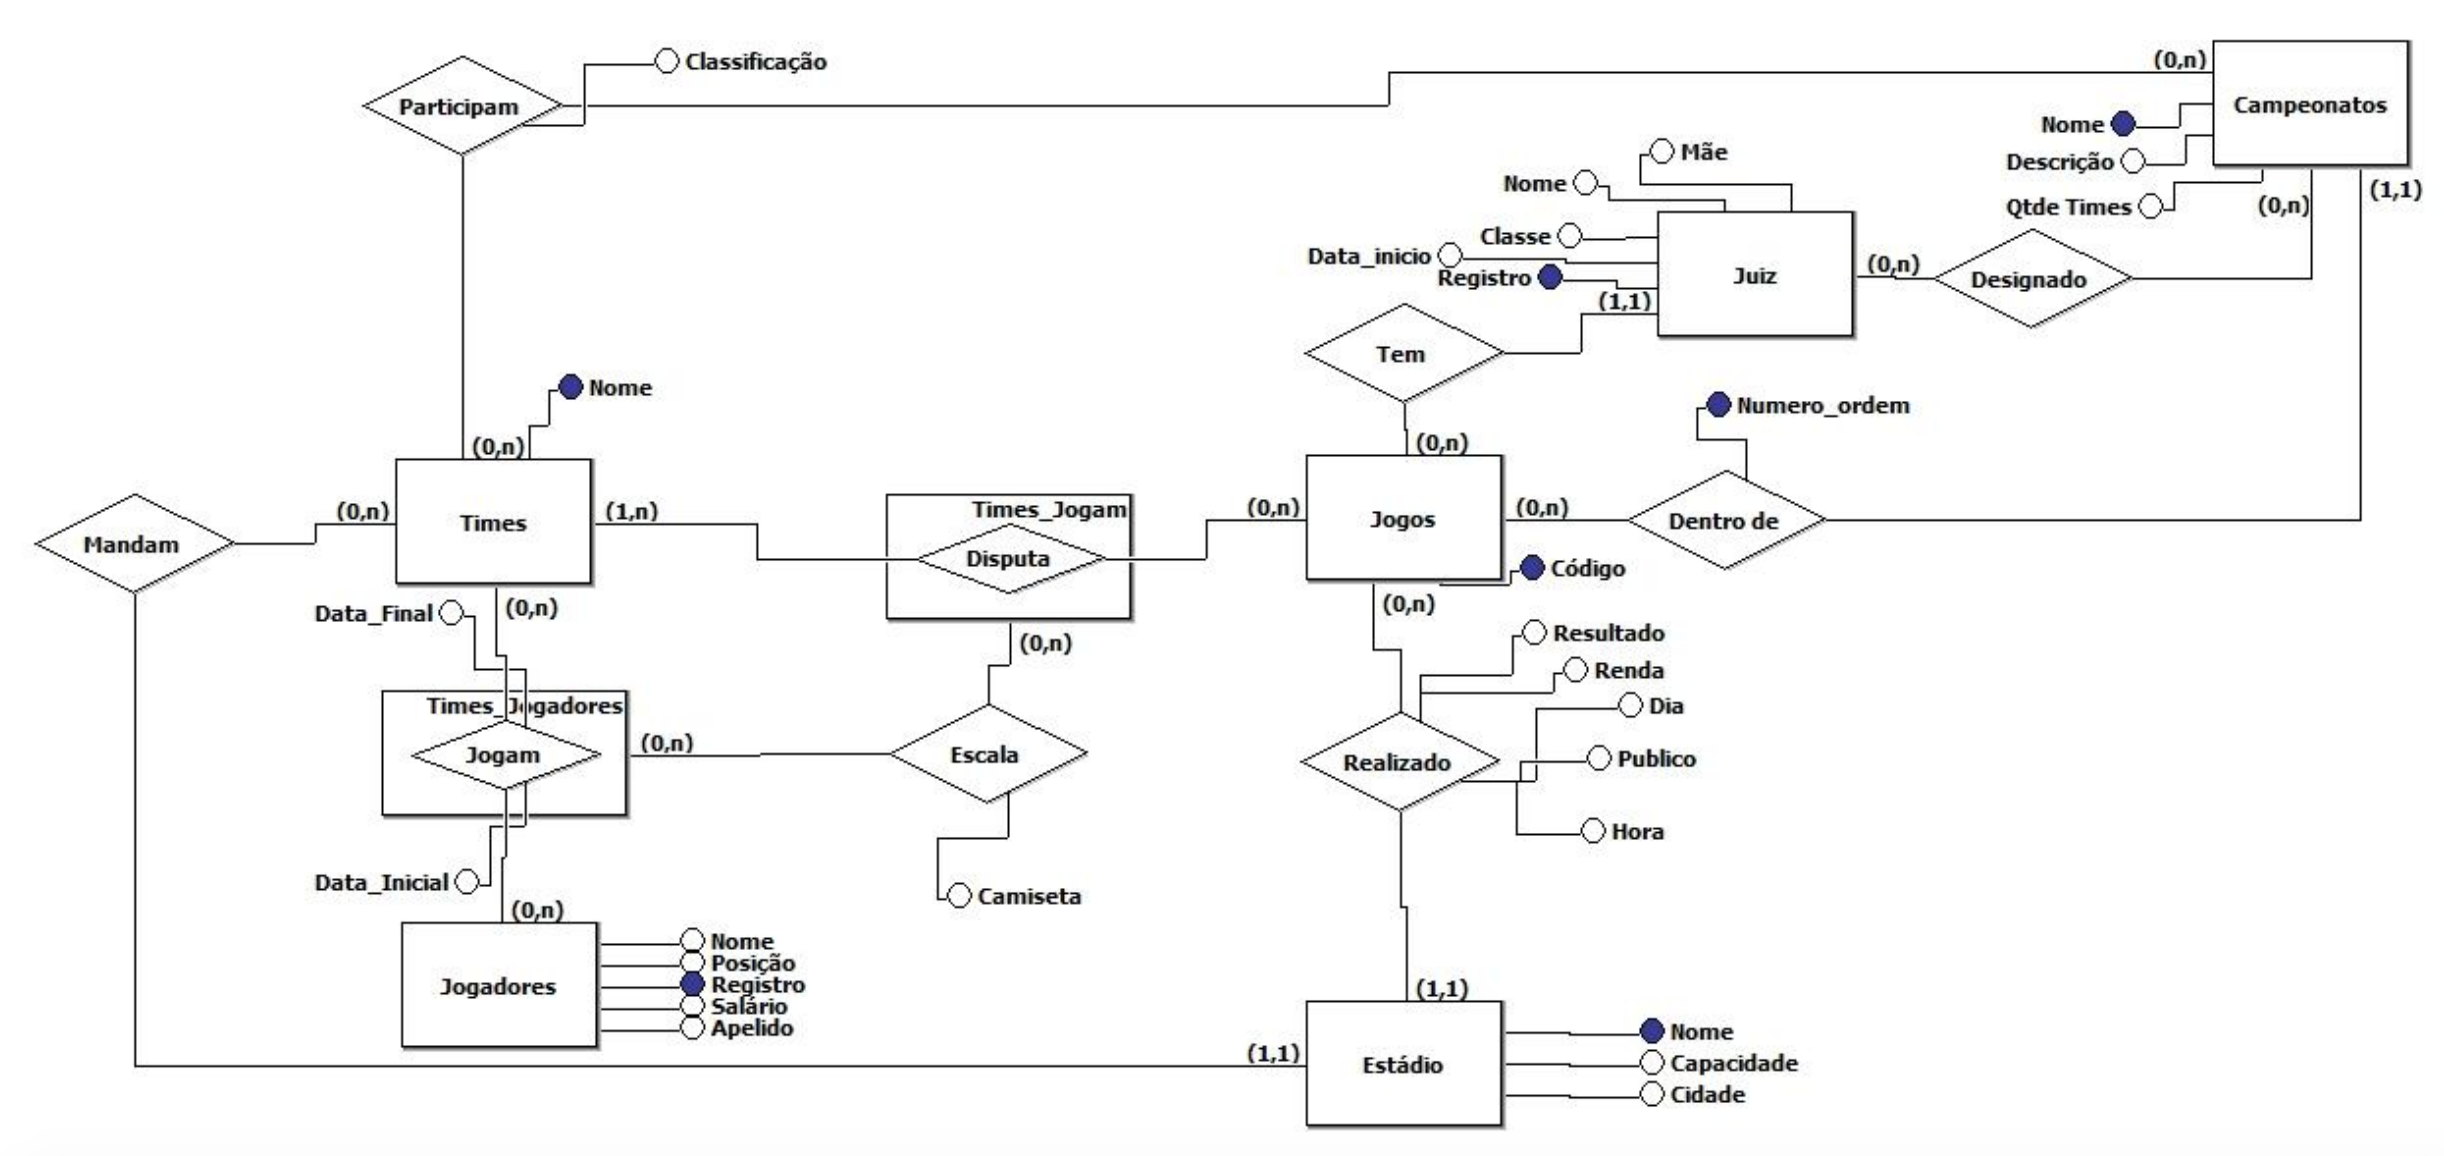 Classificação
(0,n)
Participam
Campeonatos
Nome
Mãe
Descrição
Nome
(1,1)
Qtde Times
(0,n)
Classe
Data_inicio
(0,n)
Registro
Juiz
Designado
(1,1)
Tem
Nome
Numero_ordem
(0,n)
(0,n)
(0,n)
(1,n)
Times_Jogam
(0,n)
(0,n)
Times
Jogos
Dentro de
Mandam
Disputa
Código
Data_Final
(0,n)
(0,n)
Resultado
(0,n)
Renda
Times_Jogadores
Dia
(0,n)
Jogam
Escala
Publico
Realizado
Hora
Data_Inicial
Camiseta
(0,n)
Nome
Posição
Registro
Jogadores
(1,1)
Salário
Apelido
Nome
(1,1)
Estádio
Capacidade
Cidade